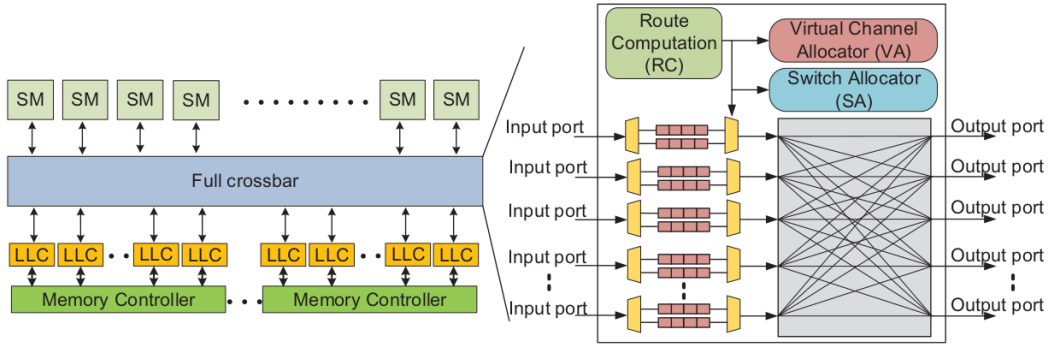 SM SM SM SM SM SM
Full crossbar
LLC LLC LLC LLC LLC LLC LLC LLC
Memory Controller Memory Controller
Route
Computation
(RC)
Virtual Channel
Allocator (VA)
Switch Allocator
(SA)
Input port
Input port
Input port
Input port
Input port
Output port
Output port
Output port
Output port
Output port